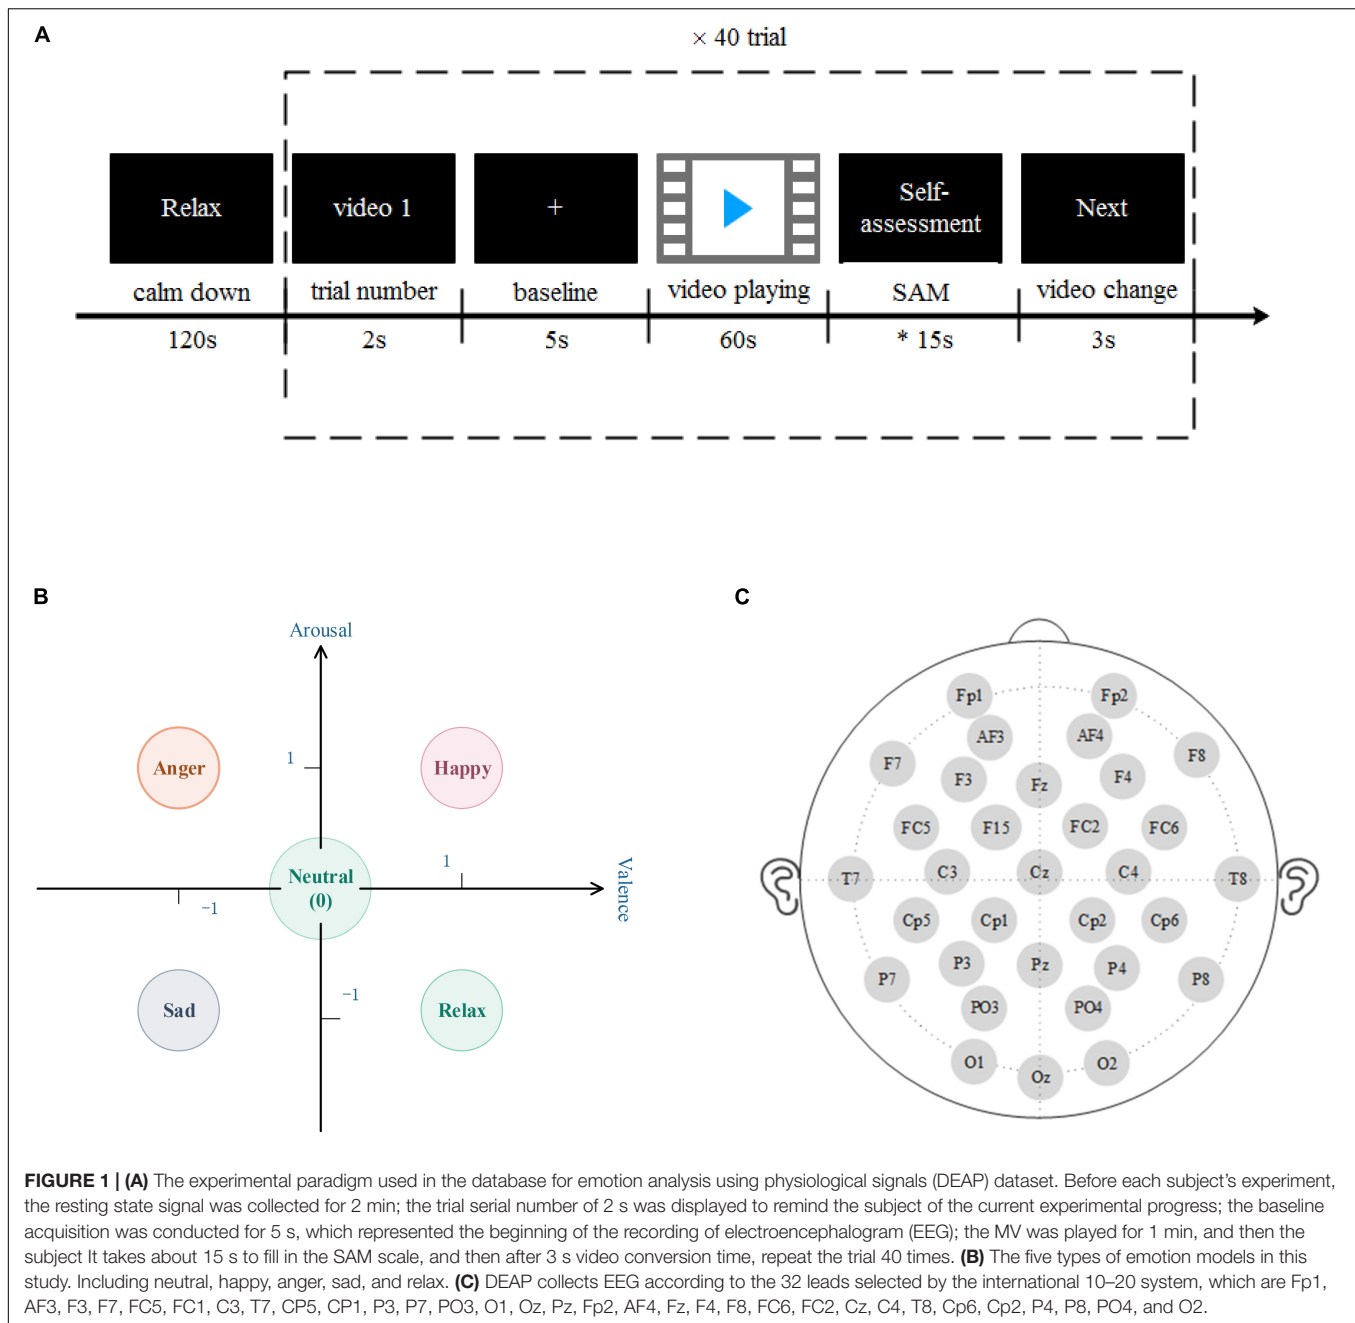 A
× 40 trial
Relax
video 1
+
Self-
assessment
Next
calm down
trial number
baseline
video playing
SAM
video change
120s
2s
5s
60s
* 15s
3s
B
Arousal
Anger
1
Happy
Neutral
(0)
1
Valence
-1
Sad
-1
Relax
C
Fp1
Fp2
AF3
AF4
F7
F8
F3
Fz
F4
FC5
F15
FC2
FC6
T7
C3
Cz
C4
T8
Cp5
Cp1
Cp2
Cp6
P7
P3
Pz
P4
P8
PO3
PO4
O1
Oz
O2
FIGURE 1 | (A) The experimental paradigm used in the database for emotion analysis using physiological signals (DEAP) dataset. Before each subject's experiment,
the resting state signal was collected for 2 min; the trial serial number of 2 s was displayed to remind the subject of the current experimental progress; the baseline
acquisition was conducted for 5 s, which represented the beginning of the recording of electroencephalogram (EEG); the MV was played for 1 min, and then the
subject It takes about 15 s to fill in the SAM scale, and then after 3 s video conversion time, repeat the trial 40 times. (B) The five types of emotion models in this
study. Including neutral, happy, anger, sad, and relax. (C) DEAP collects EEG according to the 32 leads selected by the international 10–20 system, which are Fp1,
AF3, F3, F7, FC5, FC1, C3, T7, CP5, CP1, P3, P7, PO3, O1, Oz, Pz, Fp2, AF4, Fz, F4, F8, FC6, FC2, Cz, C4, T8, Cp6, Cp2, P4, P8, PO4, and O2.